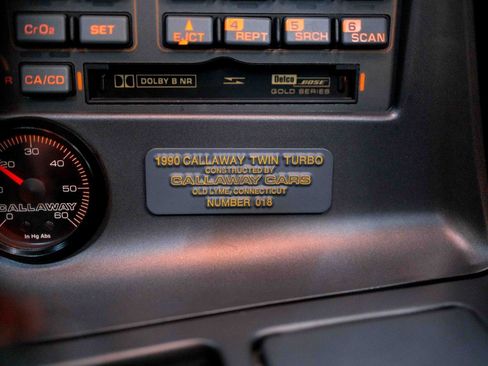 CrO₂ SET EJCT 4 REPT 5 SRCH 6 SCAN
CA/CD DOLBY B NR Delco BOSE
GOLD SERIES
1990 CALLAWAY TWIN TURBO
CONSTRUCTED BY
CALLAWAY CARS
OLD LYME, CONNECTICUT
NUMBER 018
20 30 40 50 60 0
CALLAWAY
In Hg Abs